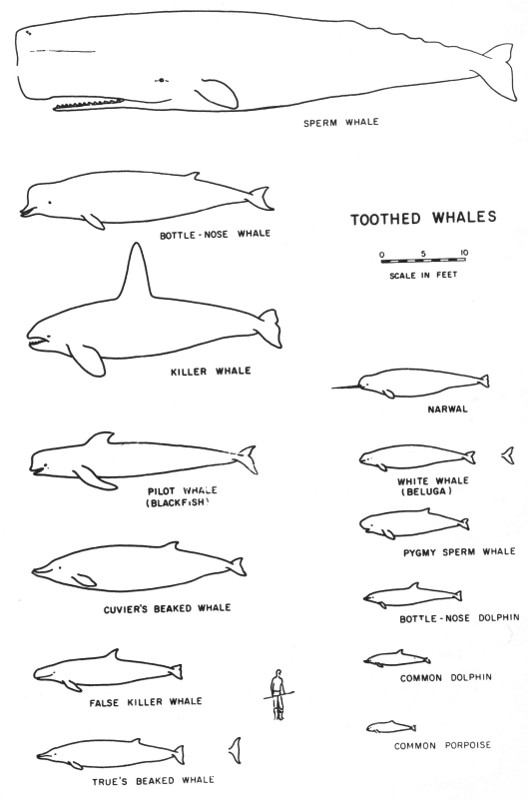 SPERM WHALE
BOTTLE-NOSE WHALE
TOOTHED WHALES
0 5 10
SCALE IN FEET
KILLER WHALE
NARWAL
PILOT WHALE
(BLACKFISH)
WHITE WHALE
(BELUGA)
PYGMY SPERM WHALE
CUVIER'S BEAKED WHALE
BOTTLE-NOSE DOLPHIN
COMMON DOLPHIN
FALSE KILLER WHALE
COMMON PORPOISE
TRUE'S BEAKED WHALE